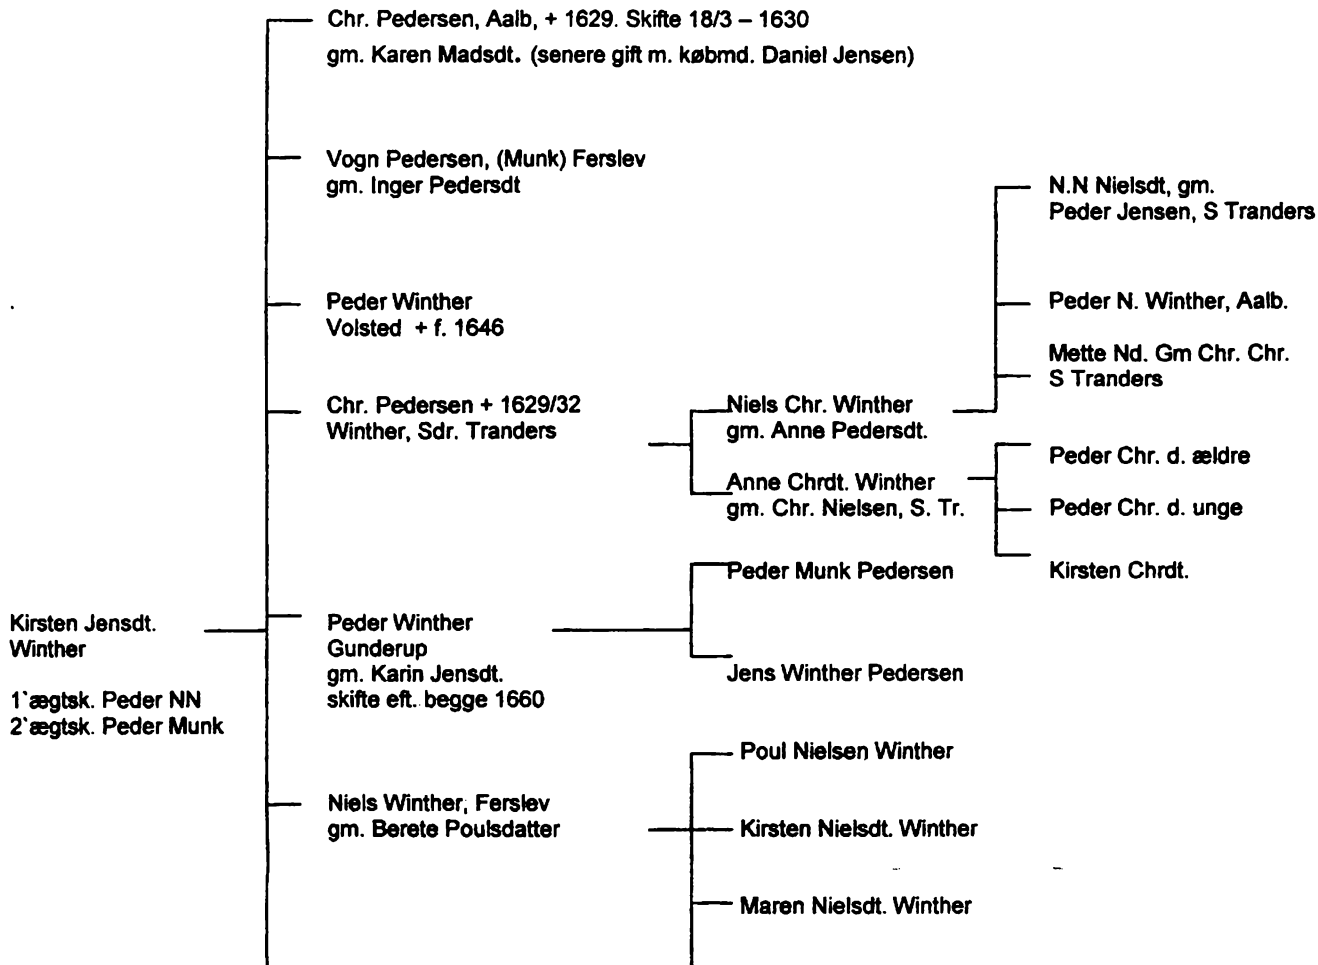 Chr. Pedersen, Aalb, + 1629. Skifte 18/3 – 1630
gm. Karen Madsdt. (senere gift m. købmd. Daniel Jensen)
Vogn Pedersen, (Munk) Ferslev
gm. Inger Pedersdt
N.N Nielsdt, gm.
Peder Jensen, S Tranders
Peder Winther
Volsted + f. 1646
Peder N. Winther, Aalb.
Mette Nd. Gm Chr. Chr.
S Tranders
Chr. Pedersen + 1629/32
Winther, Sdr. Tranders
Niels Chr. Winther
gm. Anne Pedersdt.
Anne Chrdt. Winther
gm. Chr. Nielsen, S. Tr.
Peder Chr. d. ældre
Peder Chr. d. unge
Kirsten Chrdt.
Peder Munk Pedersen
Kirsten Jensdt.
Winther
1`ægtsk. Peder NN
2`ægtsk. Peder Munk
Peder Winther
Gunderup
gm. Karin Jensdt.
skifte eft. begge 1660
Jens Winther Pedersen
Poul Nielsen Winther
Niels Winther, Ferslev
gm. Berete Poulsdatter
Kirsten Nielsdt. Winther
Maren Nielsdt. Winther